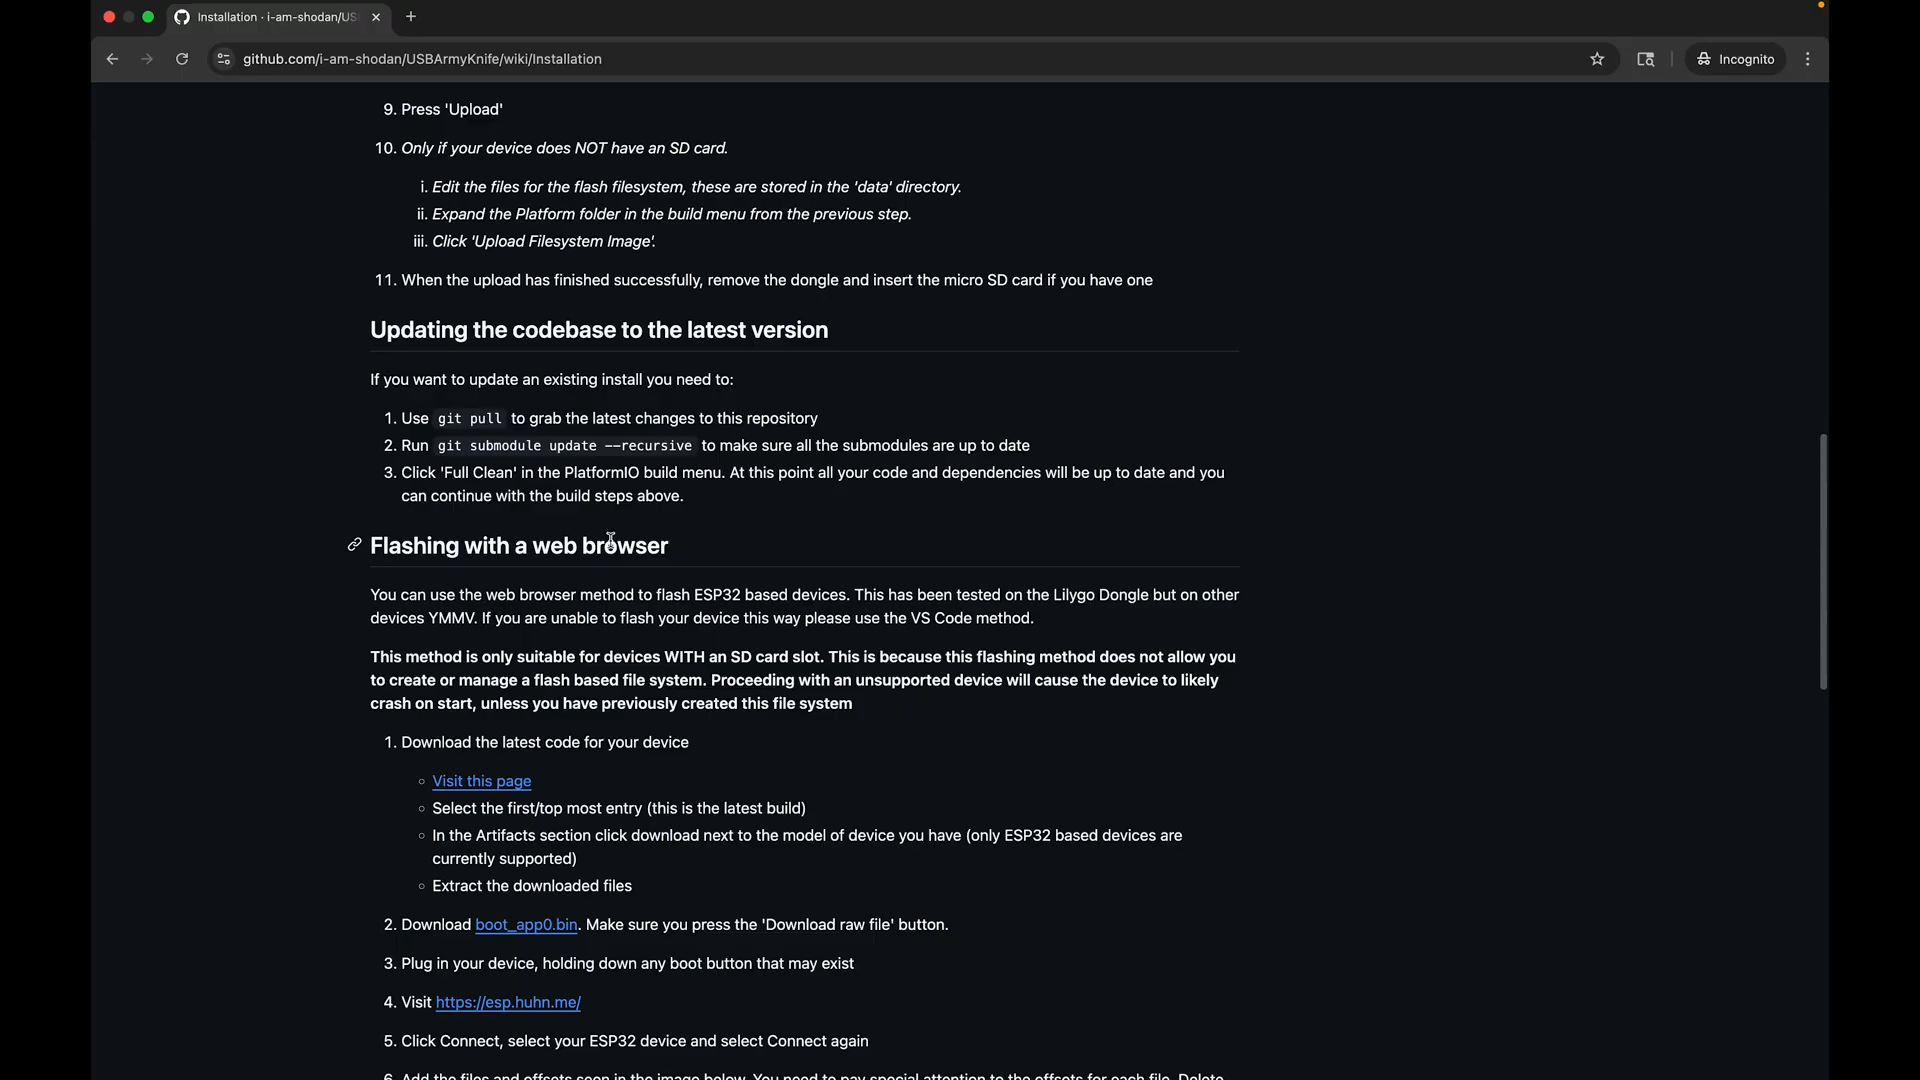 Installation · i-am-shodan/US
github.com/i-am-shodan/USBArmyKnife/wiki/Installation
Incognito
9. Press 'Upload'
10. Only if your device does NOT have an SD card.
i. Edit the files for the flash filesystem, these are stored in the 'data' directory.
ii. Expand the Platform folder in the build menu from the previous step.
iii. Click 'Upload Filesystem Image'.
11. When the upload has finished successfully, remove the dongle and insert the micro SD card if you have one
Updating the codebase to the latest version
If you want to update an existing install you need to:
1. Use git pull to grab the latest changes to this repository
2. Run git submodule update --recursive to make sure all the submodules are up to date
3. Click 'Full Clean' in the PlatformIO build menu. At this point all your code and dependencies will be up to date and you
can continue with the build steps above.
Flashing with a web browser
You can use the web browser method to flash ESP32 based devices. This has been tested on the Lilygo Dongle but on other
devices YMMV. If you are unable to flash your device this way please use the VS Code method.
This method is only suitable for devices WITH an SD card slot. This is because this flashing method does not allow you
to create or manage a flash based file system. Proceeding with an unsupported device will cause the device to likely
crash on start, unless you have previously created this file system
1. Download the latest code for your device
◦ Visit this page
◦ Select the first/top most entry (this is the latest build)
◦ In the Artifacts section click download next to the model of device you have (only ESP32 based devices are
currently supported)
◦ Extract the downloaded files
2. Download boot_app0.bin. Make sure you press the 'Download raw file' button.
3. Plug in your device, holding down any boot button that may exist
4. Visit https://esp.huhn.me/
5. Click Connect, select your ESP32 device and select Connect again
6. Add the files and offsets seen in the image below. You need to pay special attention to the offsets for each file. Delete